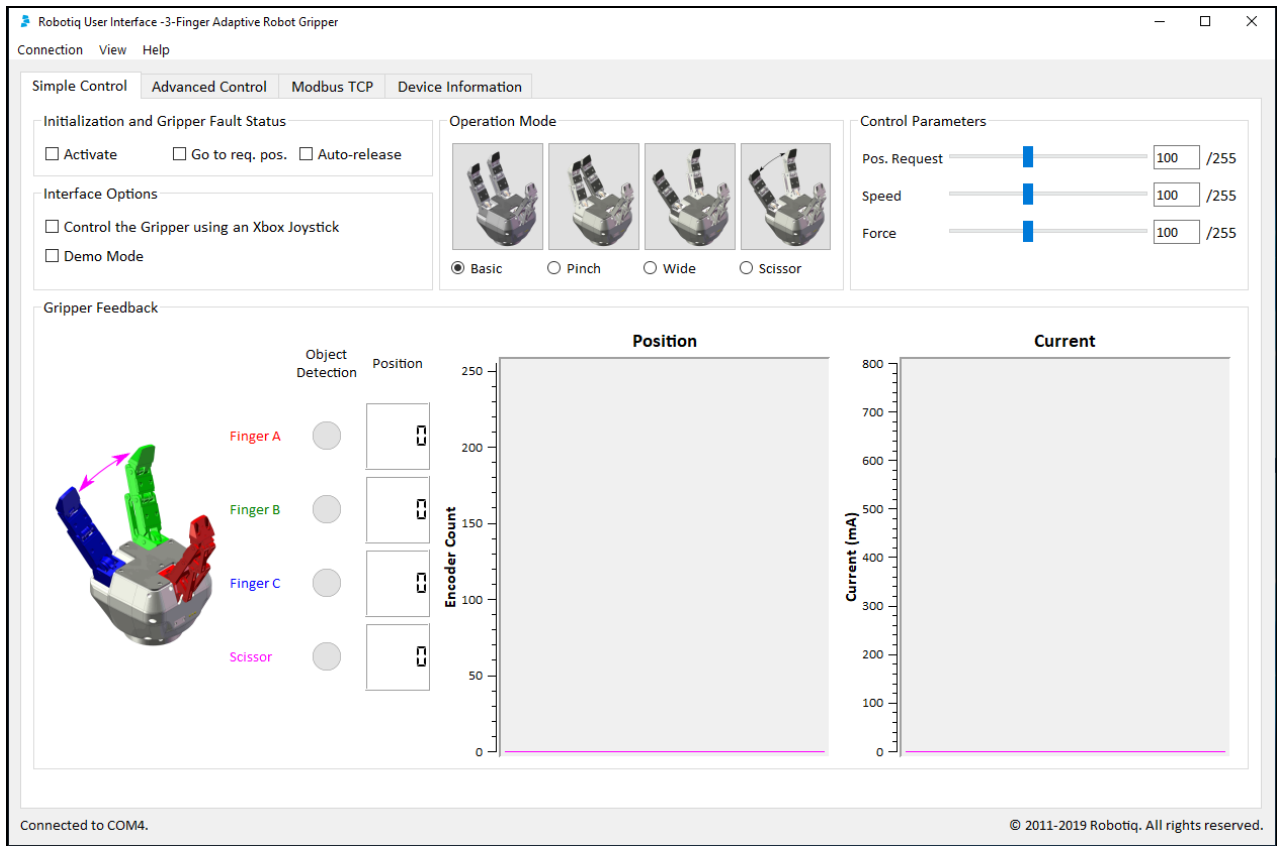 Robotiq User Interface -3-Finger Adaptive Robot Gripper
Connection View Help
Simple Control Advanced Control Modbus TCP Device Information
Initialization and Gripper Fault Status
Activate Go to req. pos. Auto-release
Interface Options
Control the Gripper using an Xbox Joystick
Demo Mode
Operation Mode
Basic Pinch Wide Scissor
Control Parameters
Pos. Request 100 /255
Speed 100 /255
Force 100 /255
Gripper Feedback
Object
Detection
Position
Finger A 0
Finger B 0
Finger C 0
Scissor 0
Position
Encoder Count
250
200
150
100
50
0
Current
Current (mA)
800
700
600
500
400
300
200
100
0
Connected to COM4.
© 2011-2019 Robotiq. All rights reserved.